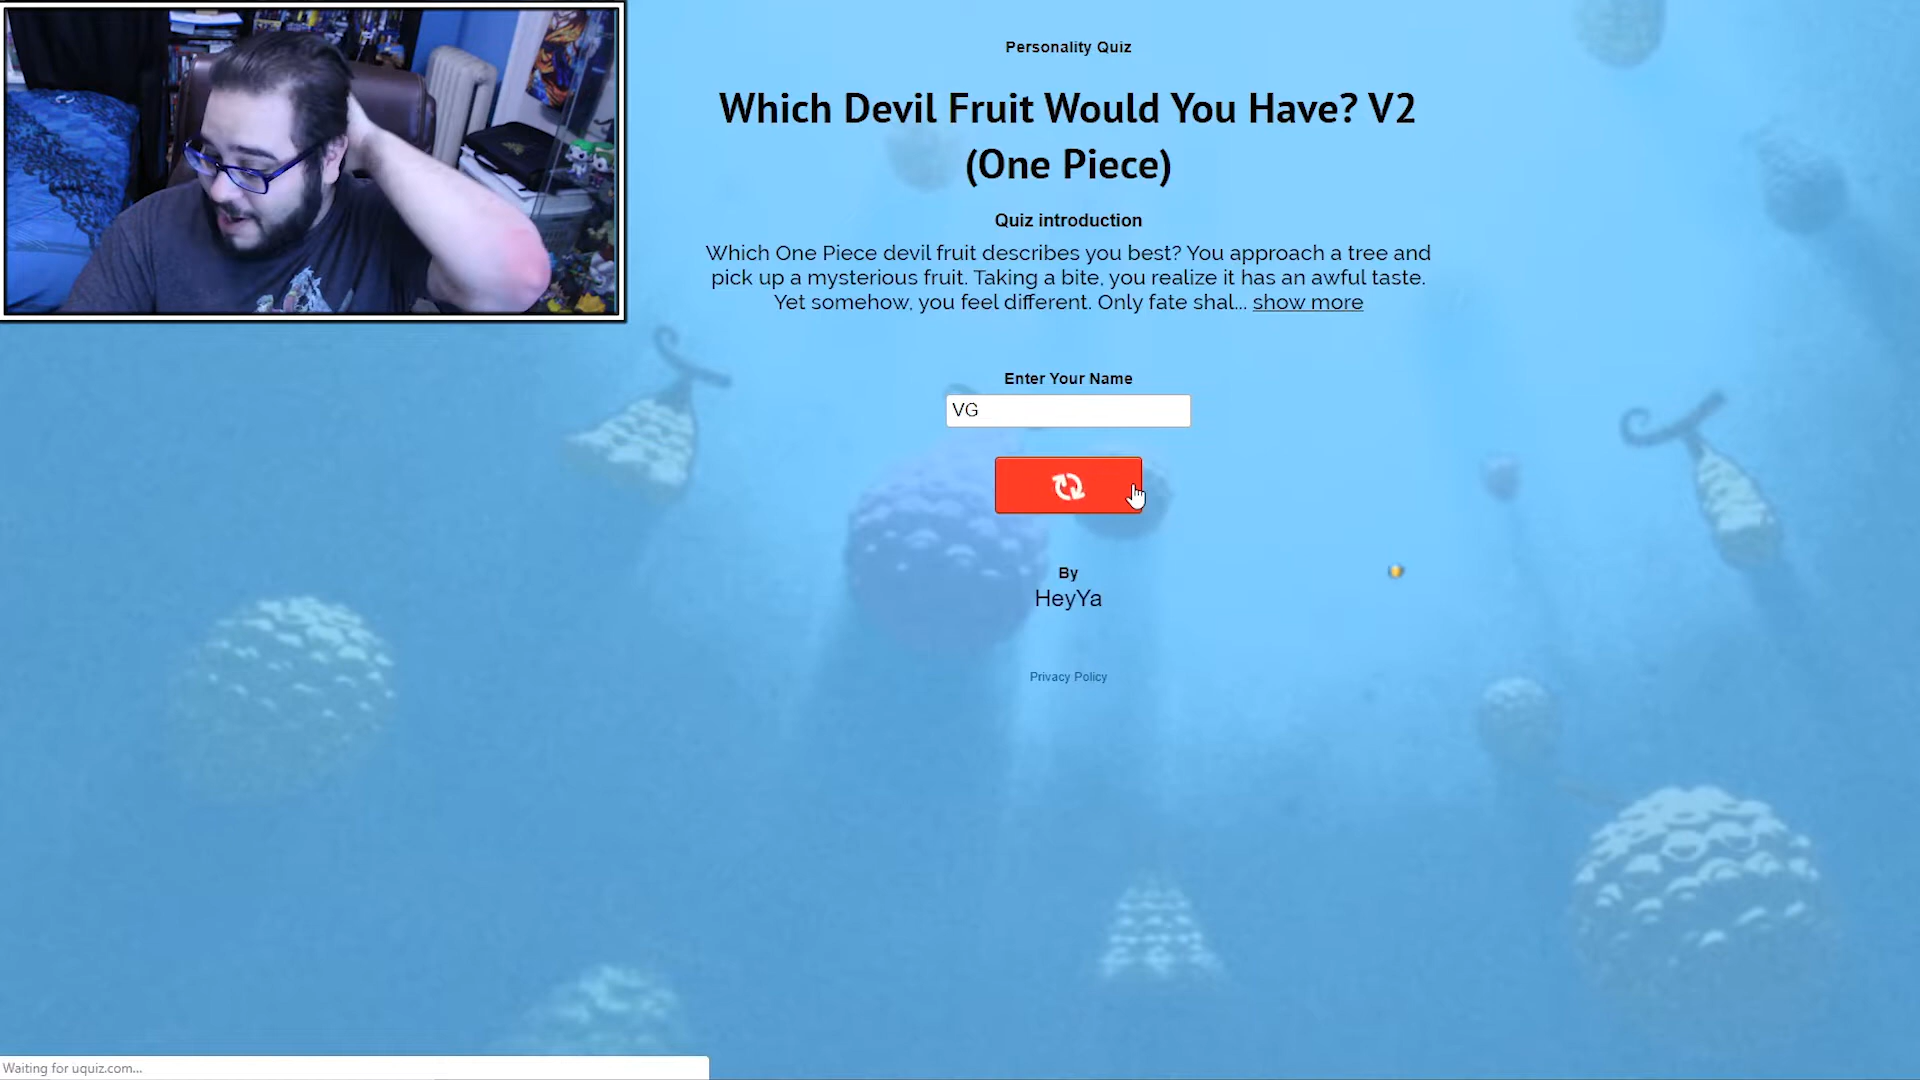 Personality Quiz
Which Devil Fruit Would You Have? V2
(One Piece)
Quiz introduction
Which One Piece devil fruit describes you best? You approach a tree and
pick up a mysterious fruit. Taking a bite, you realize it has an awful taste.
Yet somehow, you feel different. Only fate shal... show more
Enter Your Name
VG
By
HeyYa
Privacy Policy
Waiting for uquiz.com...